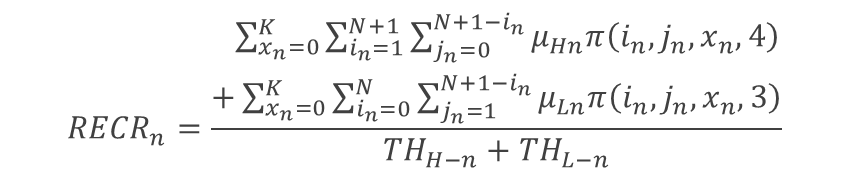 ∑_{x_n=0}^{K} ∑_{i_n=1}^{N+1} ∑_{j_n=0}^{N+1-i_n} μ_{Hn} π(i_n, j_n, x_n, 4)
+ ∑_{x_n=0}^{K} ∑_{i_n=0}^{N} ∑_{j_n=1}^{N+1-i_n} μ_{Ln} π(i_n, j_n, x_n, 3)
RECR_n =
TH_{H-n} + TH_{L-n}